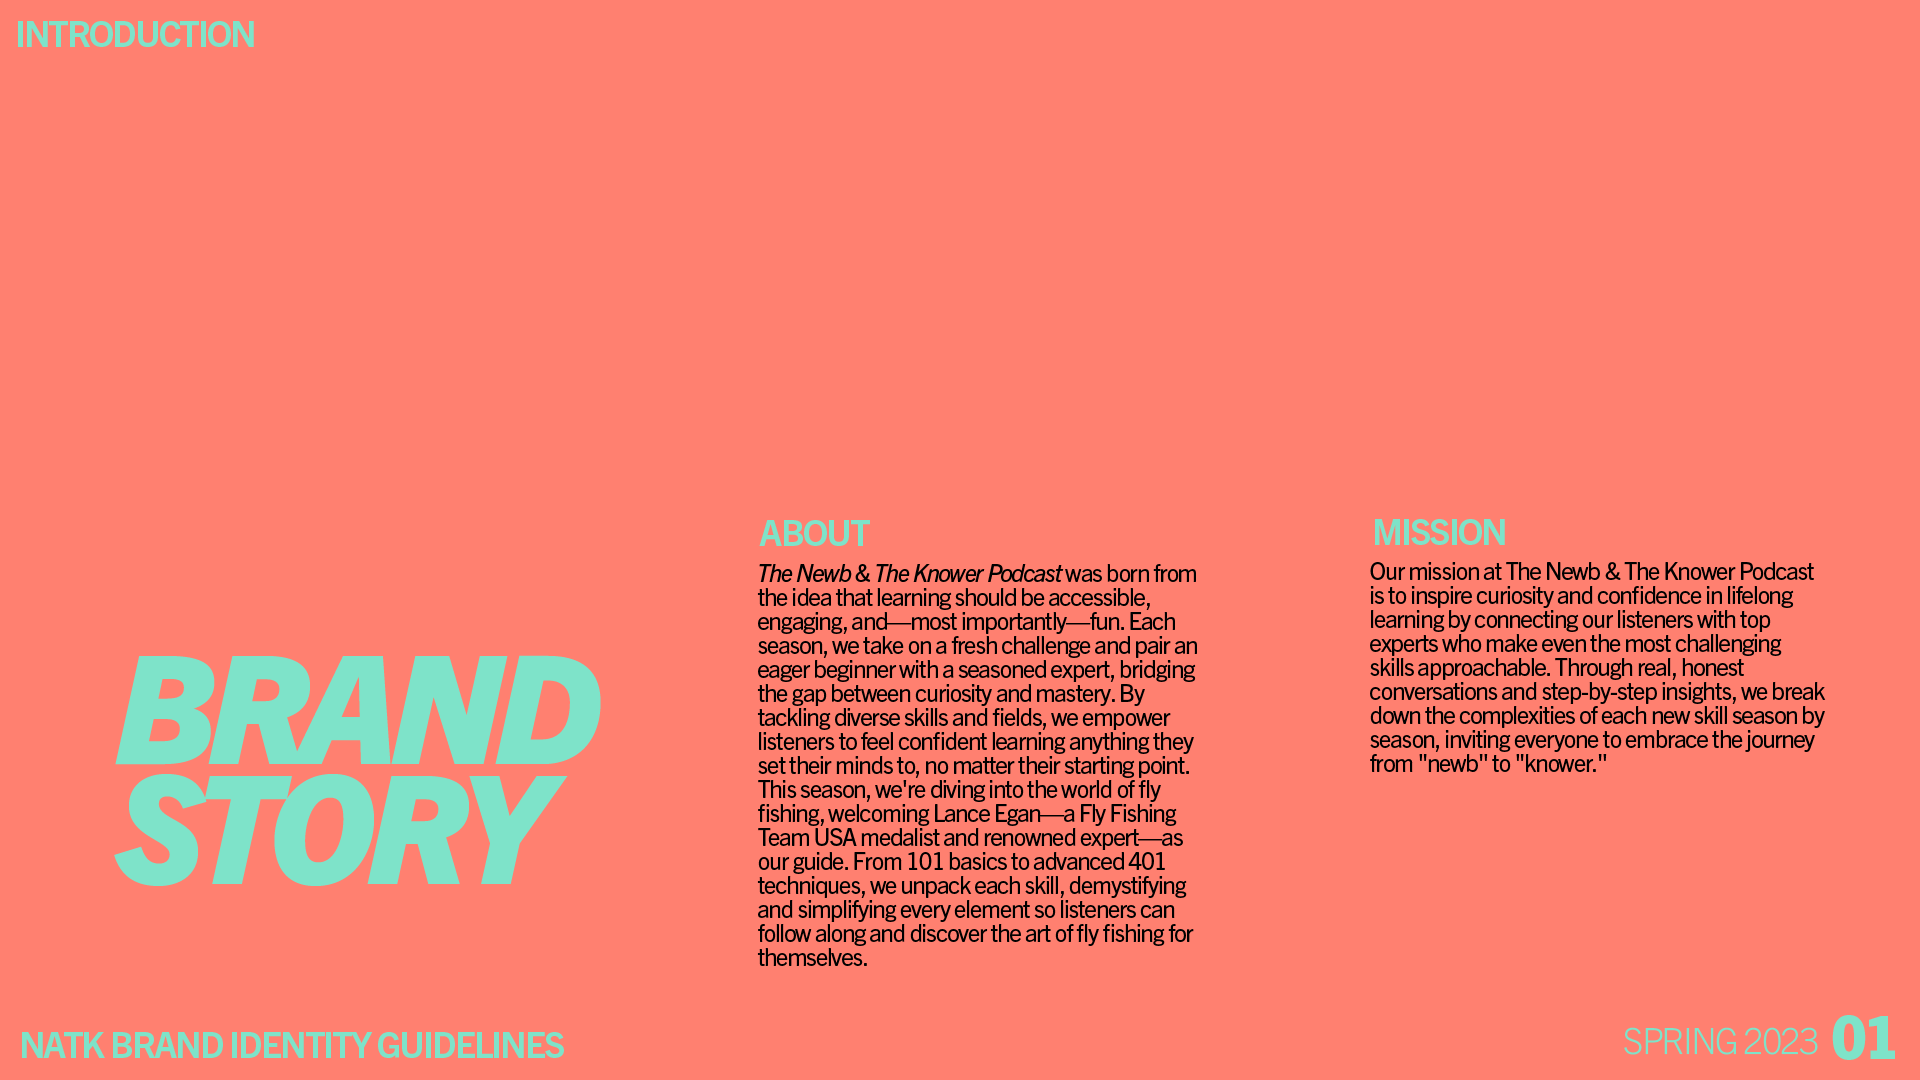 INTRODUCTION
BRAND
STORY
ABOUT
The Newb & The Knower Podcast was born from
the idea that learning should be accessible,
engaging, and—most importantly—fun. Each
season, we take on a fresh challenge and pair an
eager beginner with a seasoned expert, bridging
the gap between curiosity and mastery. By
tackling diverse skills and fields, we empower
listeners to feel confident learning anything they
set their minds to, no matter their starting point.
This season, we're diving into the world of fly
fishing, welcoming Lance Egan—a Fly Fishing
Team USA medalist and renowned expert—as
our guide. From 101 basics to advanced 401
techniques, we unpack each skill, demystifying
and simplifying every element so listeners can
follow along and discover the art of fly fishing for
themselves.
MISSION
Our mission at The Newb & The Knower Podcast
is to inspire curiosity and confidence in lifelong
learning by connecting our listeners with top
experts who make even the most challenging
skills approachable. Through real, honest
conversations and step-by-step insights, we break
down the complexities of each new skill season by
season, inviting everyone to embrace the journey
from "newb" to "knower."
NATK BRAND IDENTITY GUIDELINES
SPRING 2023 01